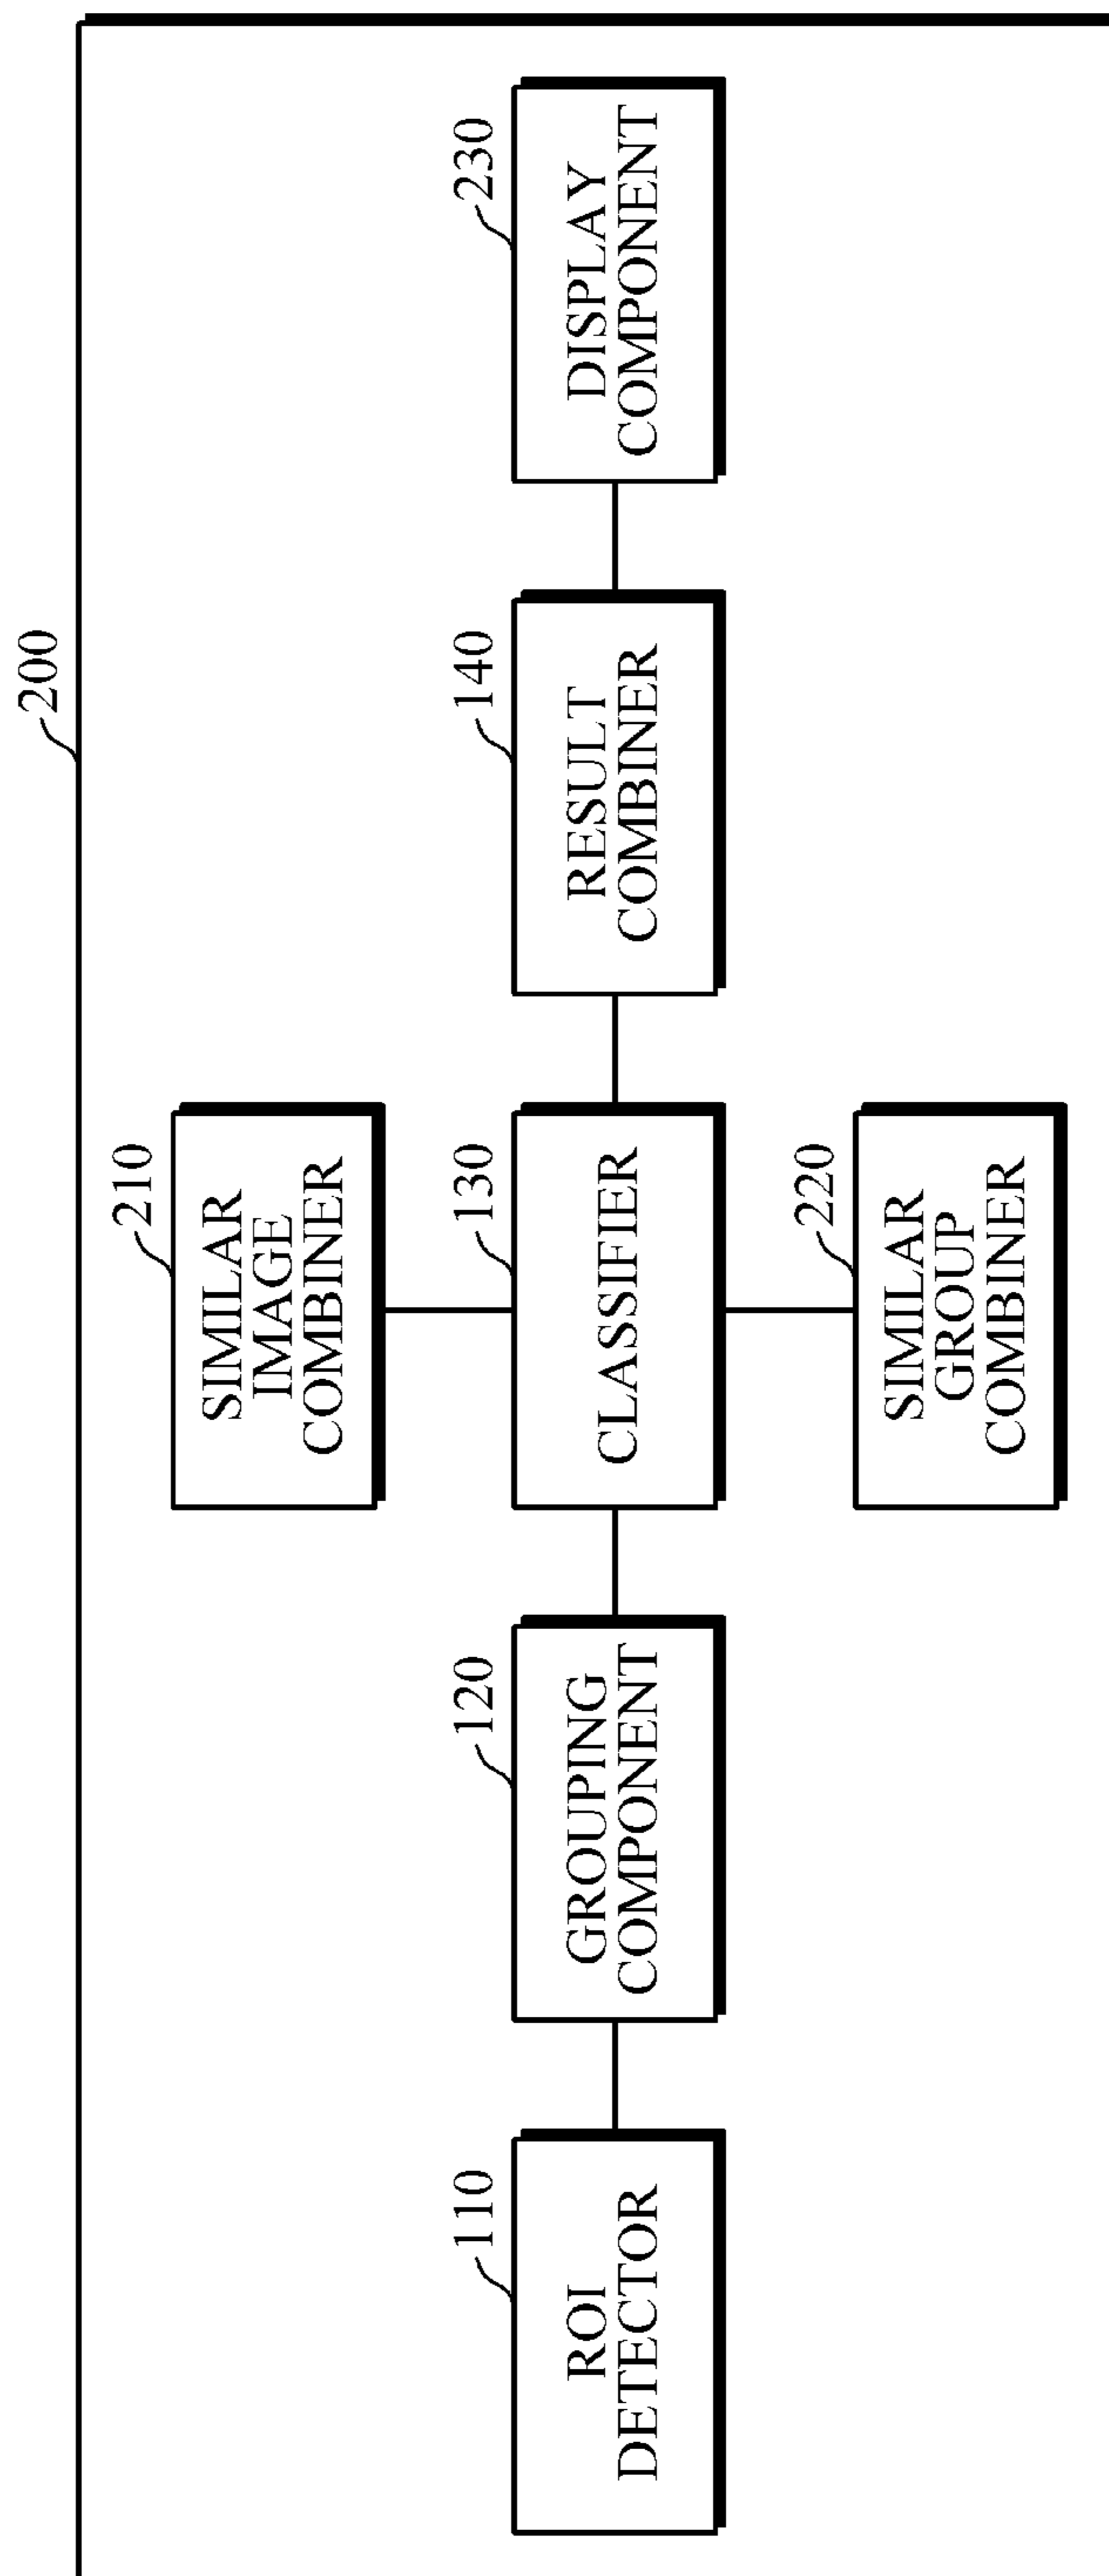 200
210
SIMILAR
IMAGE
COMBINER
110
ROI
DETECTOR
120
GROUPING
COMPONENT
130
CLASSIFIER
140
RESULT
COMBINER
230
DISPLAY
COMPONENT
220
SIMILAR
GROUP
COMBINER